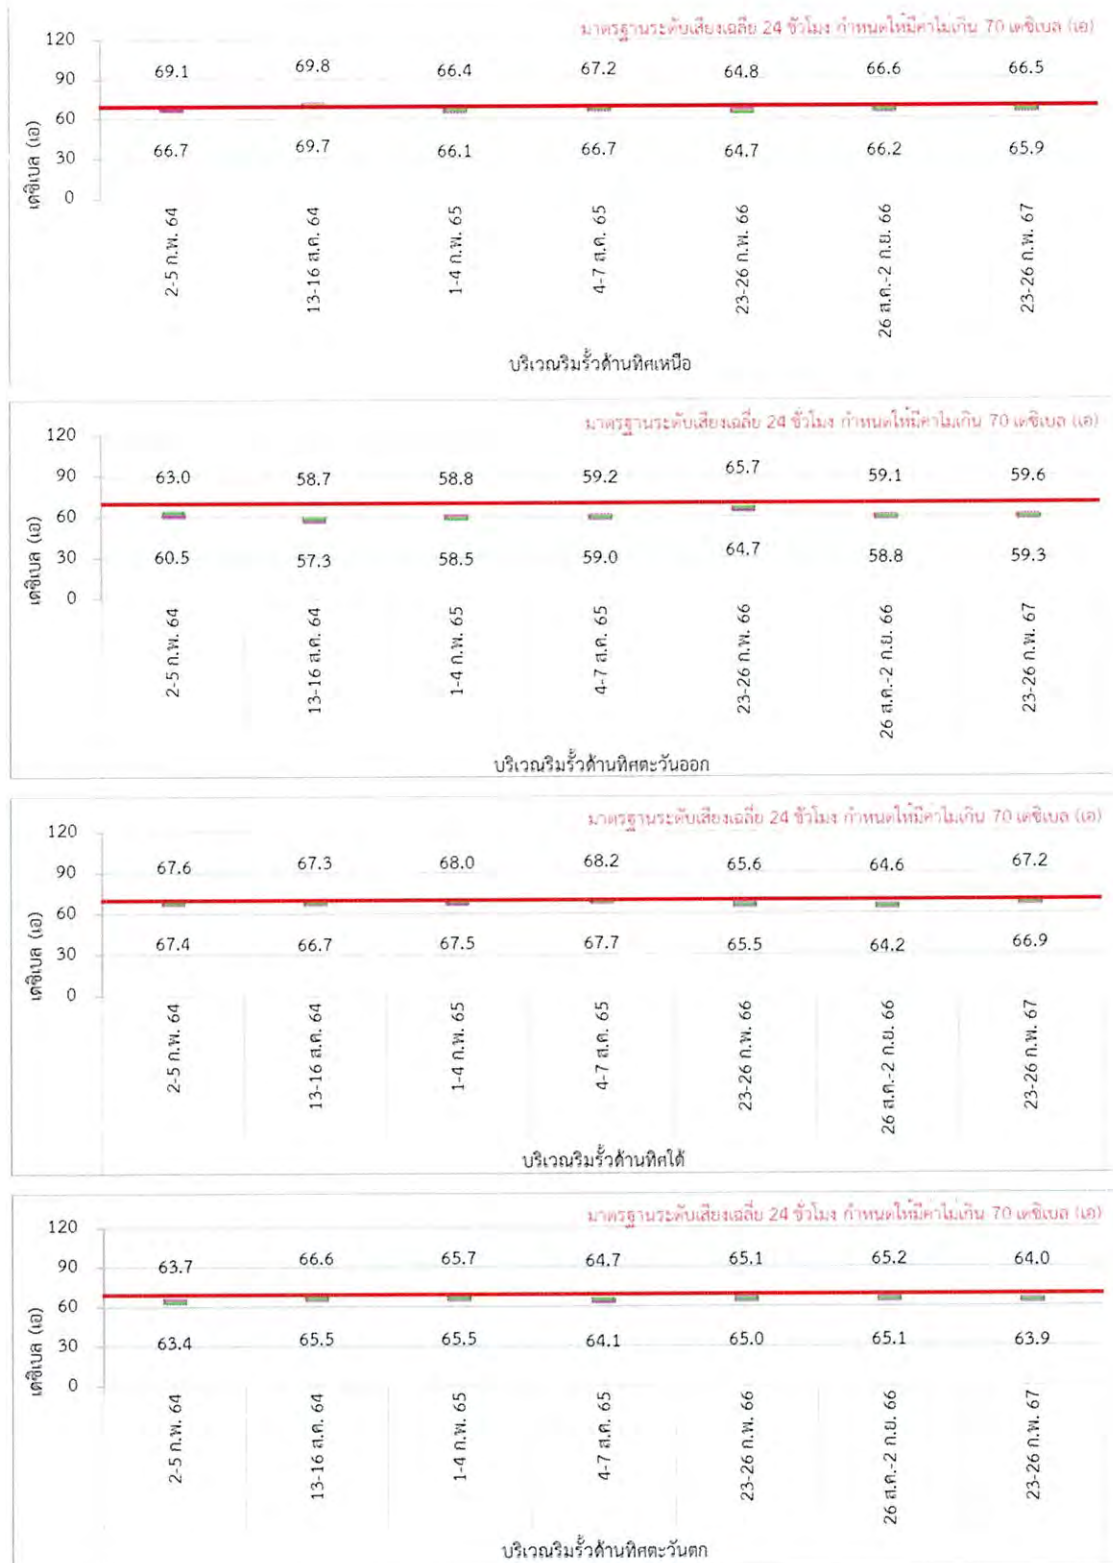 มาตรฐานระดับเสียงเฉลี่ย 24 ชั่วโมง กำหนดให้มีค่าไม่เกิน 70 เดซิเบล (เอ)
เดซิเบล (เอ)
120
90
60
30
0
69.1 69.8 66.4 67.2 64.8 66.6 66.5
66.7 69.7 66.1 66.7 64.7 66.2 65.9
2-5 ก.พ. 64
13-16 ส.ค. 64
1-4 ก.พ. 65
4-7 ส.ค. 65
23-26 ก.พ. 66
26 ส.ค.-2 ก.ย. 66
23-26 ก.พ. 67
บริเวณริมรั้วด้านทิศเหนือ
มาตรฐานระดับเสียงเฉลี่ย 24 ชั่วโมง กำหนดให้มีค่าไม่เกิน 70 เดซิเบล (เอ)
เดซิเบล (เอ)
120
90
60
30
0
63.0 58.7 58.8 59.2 65.7 59.1 59.6
60.5 57.3 58.5 59.0 64.7 58.8 59.3
2-5 ก.พ. 64
13-16 ส.ค. 64
1-4 ก.พ. 65
4-7 ส.ค. 65
23-26 ก.พ. 66
26 ส.ค.-2 ก.ย. 66
23-26 ก.พ. 67
บริเวณริมรั้วด้านทิศตะวันออก
มาตรฐานระดับเสียงเฉลี่ย 24 ชั่วโมง กำหนดให้มีค่าไม่เกิน 70 เดซิเบล (เอ)
เดซิเบล (เอ)
120
90
60
30
0
67.6 67.3 68.0 68.2 65.6 64.6 67.2
67.4 66.7 67.5 67.7 65.5 64.2 66.9
2-5 ก.พ. 64
13-16 ส.ค. 64
1-4 ก.พ. 65
4-7 ส.ค. 65
23-26 ก.พ. 66
26 ส.ค.-2 ก.ย. 66
23-26 ก.พ. 67
บริเวณริมรั้วด้านทิศใต้
มาตรฐานระดับเสียงเฉลี่ย 24 ชั่วโมง กำหนดให้มีค่าไม่เกิน 70 เดซิเบล (เอ)
เดซิเบล (เอ)
120
90
60
30
0
63.7 66.6 65.7 64.7 65.1 65.2 64.0
63.4 65.5 65.5 64.1 65.0 65.1 63.9
2-5 ก.พ. 64
13-16 ส.ค. 64
1-4 ก.พ. 65
4-7 ส.ค. 65
23-26 ก.พ. 66
26 ส.ค.-2 ก.ย. 66
23-26 ก.พ. 67
บริเวณริมรั้วด้านทิศตะวันตก